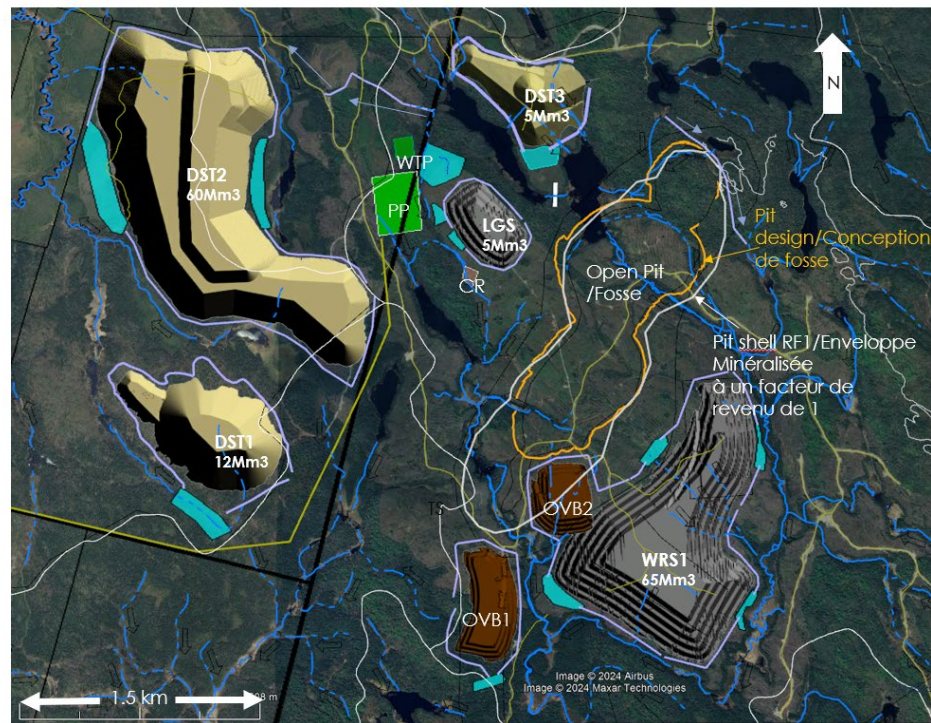 N
DST3
5Mm3
DST2
60Mm3
WTP
PP
LGS
5Mm3
CR
Pit
design/Conception
de fosse
Open Pit
/Fosse
Pit shell RF1/Enveloppe
Minéralisée
à un facteur de
revenu de 1
DST1
12Mm3
TS
OVB2
WRS1
65Mm3
OVB1
Image © 2024 Airbus
Image © 2024 Maxar Technologies
1.5 km